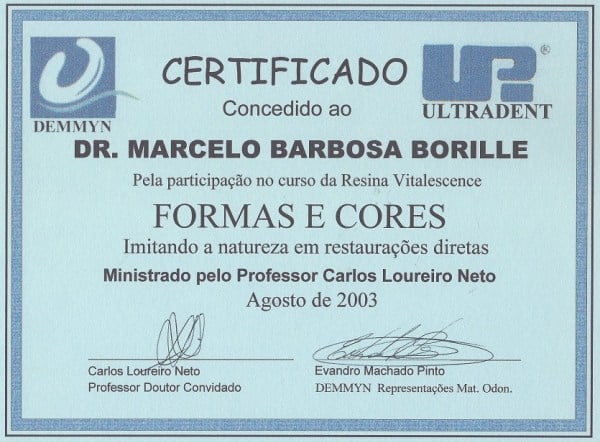 CERTIFICADO
Concedido ao
DEMMYN
UP ®
ULTRADENT
DR. MARCELO BARBOSA BORILLE
Pela participação no curso da Resina Vitalescence
FORMAS E CORES
Imitando a natureza em restaurações diretas
Ministrado pelo Professor Carlos Loureiro Neto
Agosto de 2003
Carlos Loureiro Neto
Professor Doutor Convidado
Evandro Machado Pinto
DEMMYN Representações Mat. Odon.